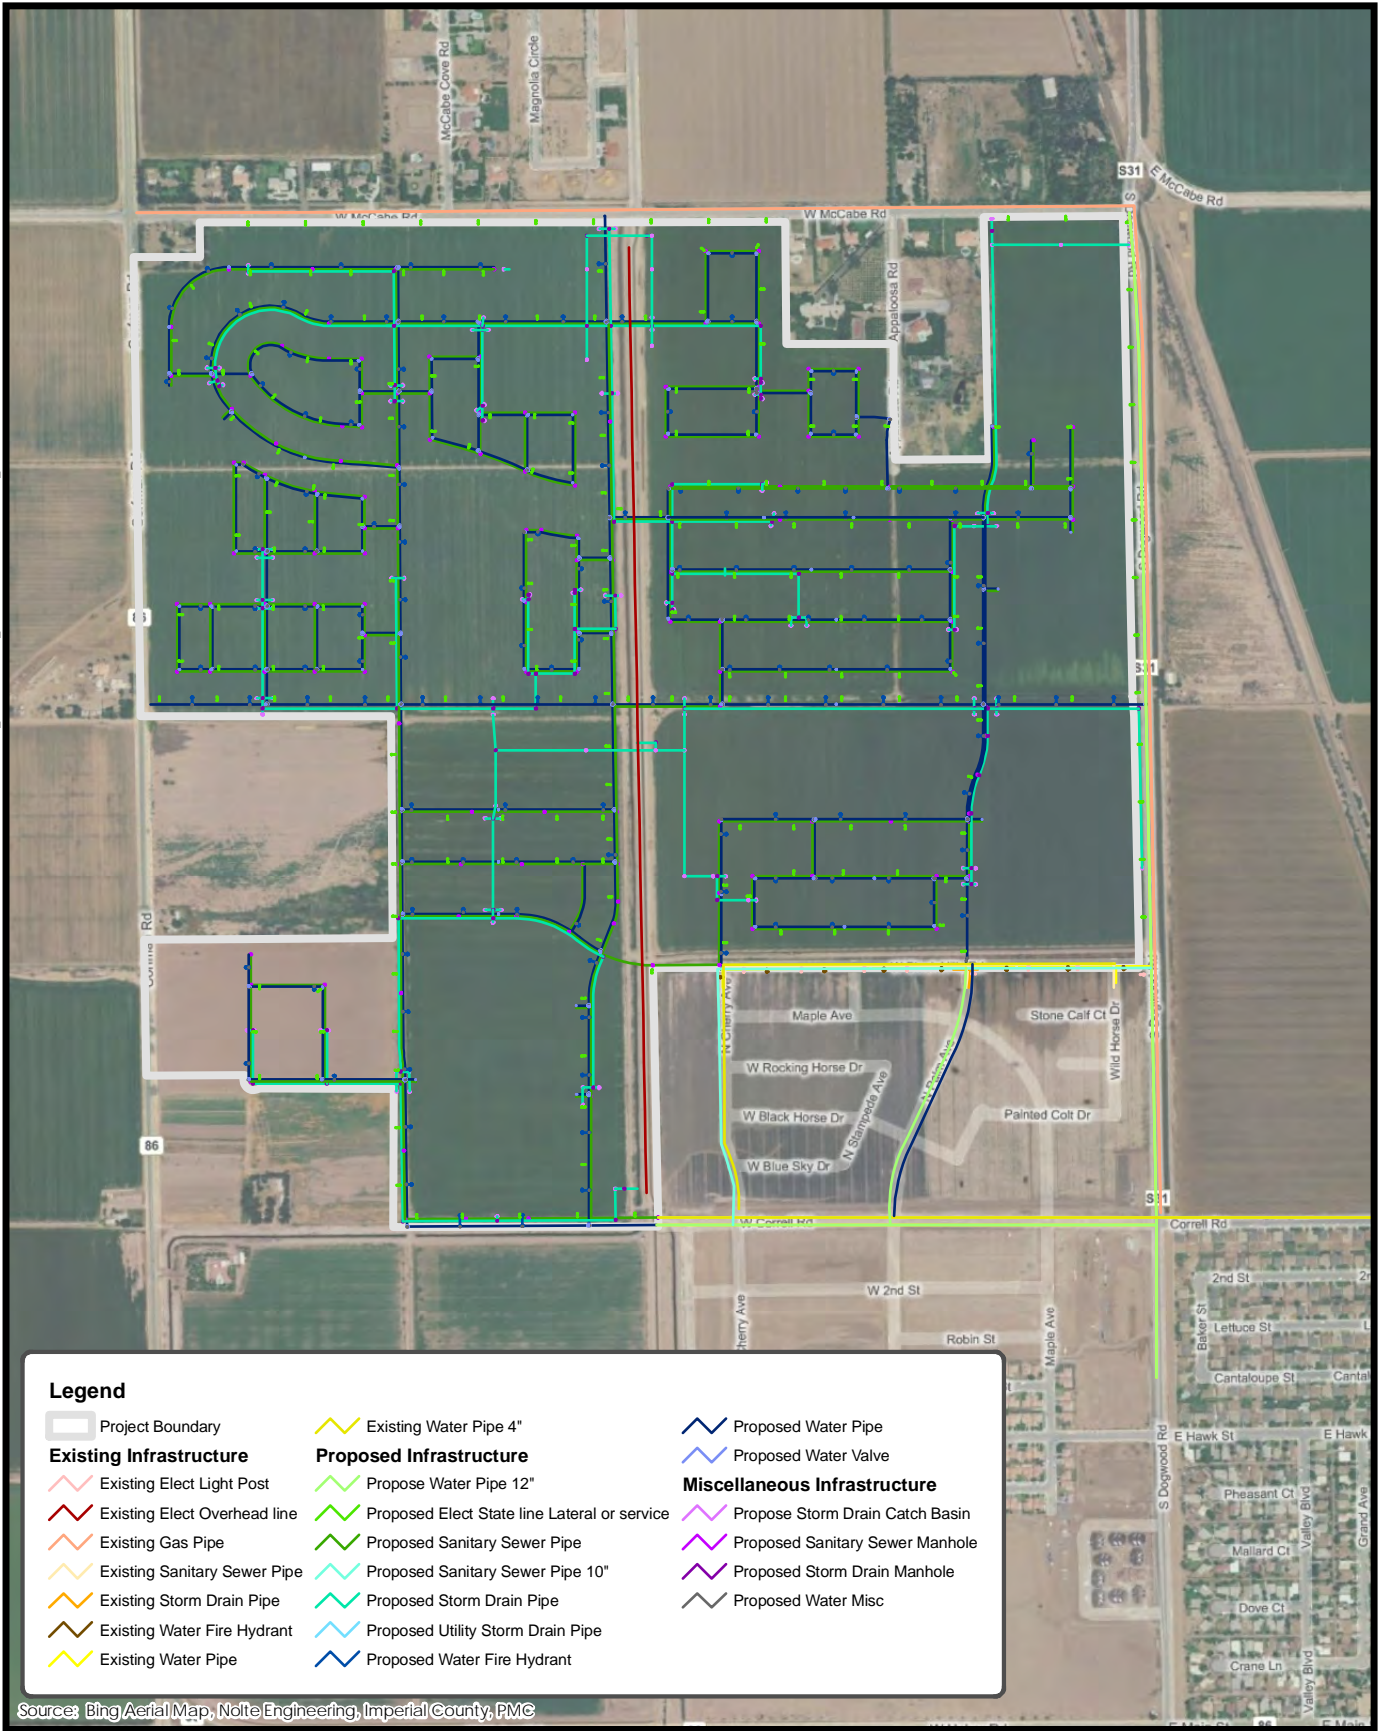 McCabe Cove Rd
Magnolia Circle
S31
E McCabe Rd
S
W McCabe Rd
W McCabe Rd
Appaloosa Rd
86
S31
Rd
N Cherry Ave
Maple Ave
Stone Calf Ct
Wild Horse Dr
W Rocking Horse Dr
N Stampede Ave
W Black Horse Dr
Painted Colt Dr
W Blue Sky Dr
86
S31
W Correll Rd
Correll Rd
W 2nd St
2nd St
Baker St
Lettuce St
Robin St
Maple Ave
Cantaloupe St
E Hawk St
E Hawk
S Dogwood Rd
Pheasant Ct
Valley Blvd
Grand Ave
Mallard Ct
Dove Ct
Crane Ln
Valley Blvd
Legend
Project Boundary
Existing Infrastructure
Existing Elect Light Post
Existing Elect Overhead line
Existing Gas Pipe
Existing Sanitary Sewer Pipe
Existing Storm Drain Pipe
Existing Water Fire Hydrant
Existing Water Pipe
Existing Water Pipe 4"
Proposed Infrastructure
Propose Water Pipe 12"
Proposed Elect State line Lateral or service
Proposed Sanitary Sewer Pipe
Proposed Sanitary Sewer Pipe 10"
Proposed Storm Drain Pipe
Proposed Utility Storm Drain Pipe
Proposed Water Fire Hydrant
Proposed Water Pipe
Proposed Water Valve
Miscellaneous Infrastructure
Propose Storm Drain Catch Basin
Proposed Sanitary Sewer Manhole
Proposed Storm Drain Manhole
Proposed Water Misc
Source: Bing Aerial Map, Nolte Engineering, Imperial County, PMC